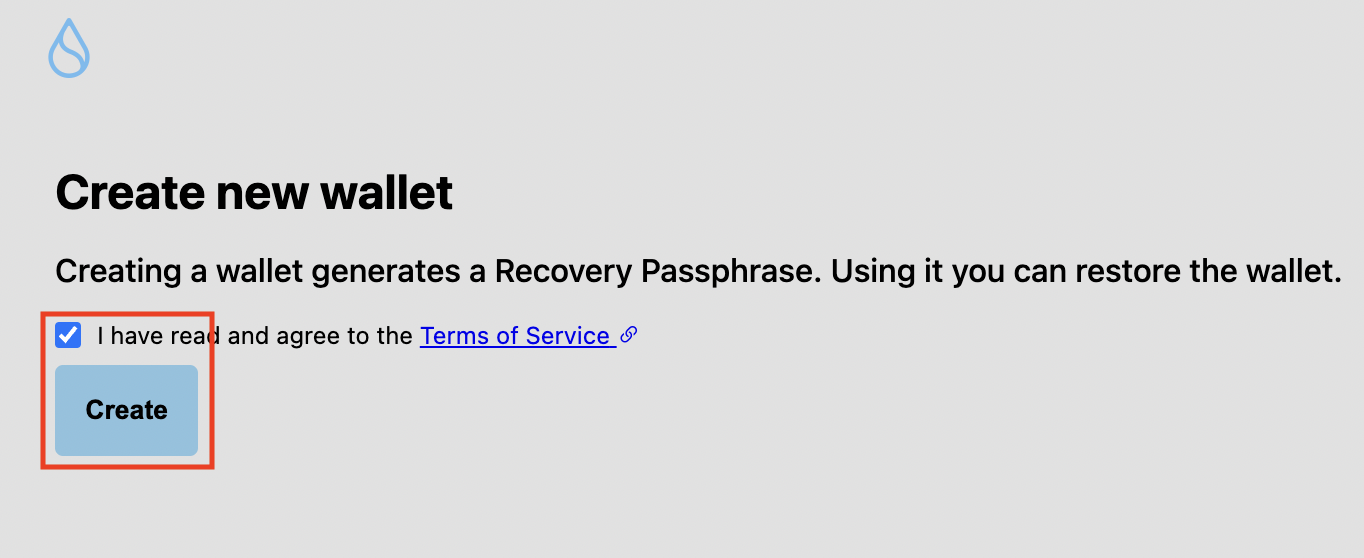 Create new wallet
Creating a wallet generates a Recovery Passphrase. Using it you can restore the wallet.
I have read and agree to the Terms of Service
Create